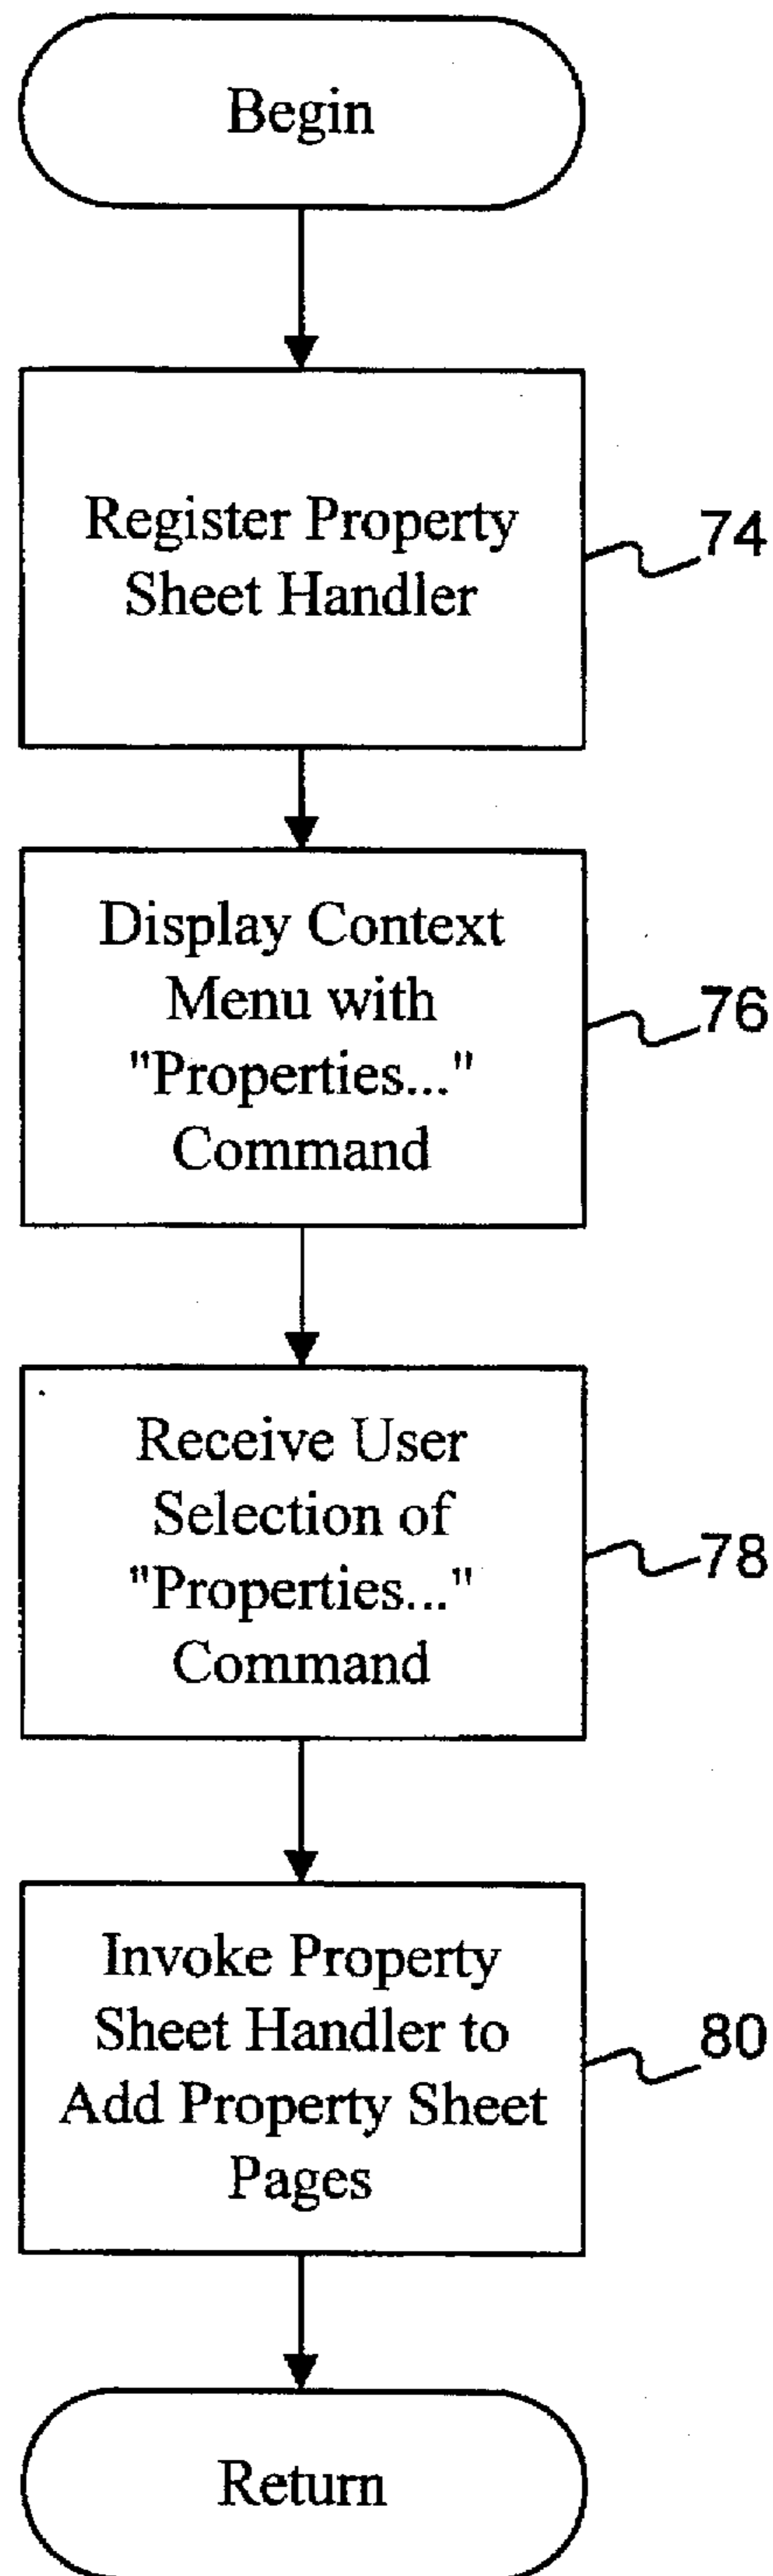 Begin
Register Property
Sheet Handler
74
Display Context
Menu with
"Properties..."
Command
76
Receive User
Selection of
"Properties..."
Command
78
Invoke Property
Sheet Handler to
Add Property Sheet
Pages
80
Return